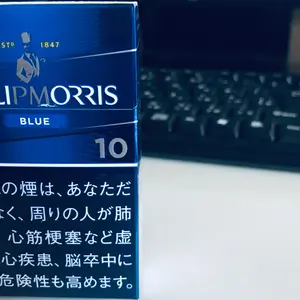 ESTD 1847
LIPMORRIS
BLUE
10
の煙は、あなただ
なく、周りの人が肺
心筋梗塞など虚
心疾患、脳卒中に
危険性も高めます。